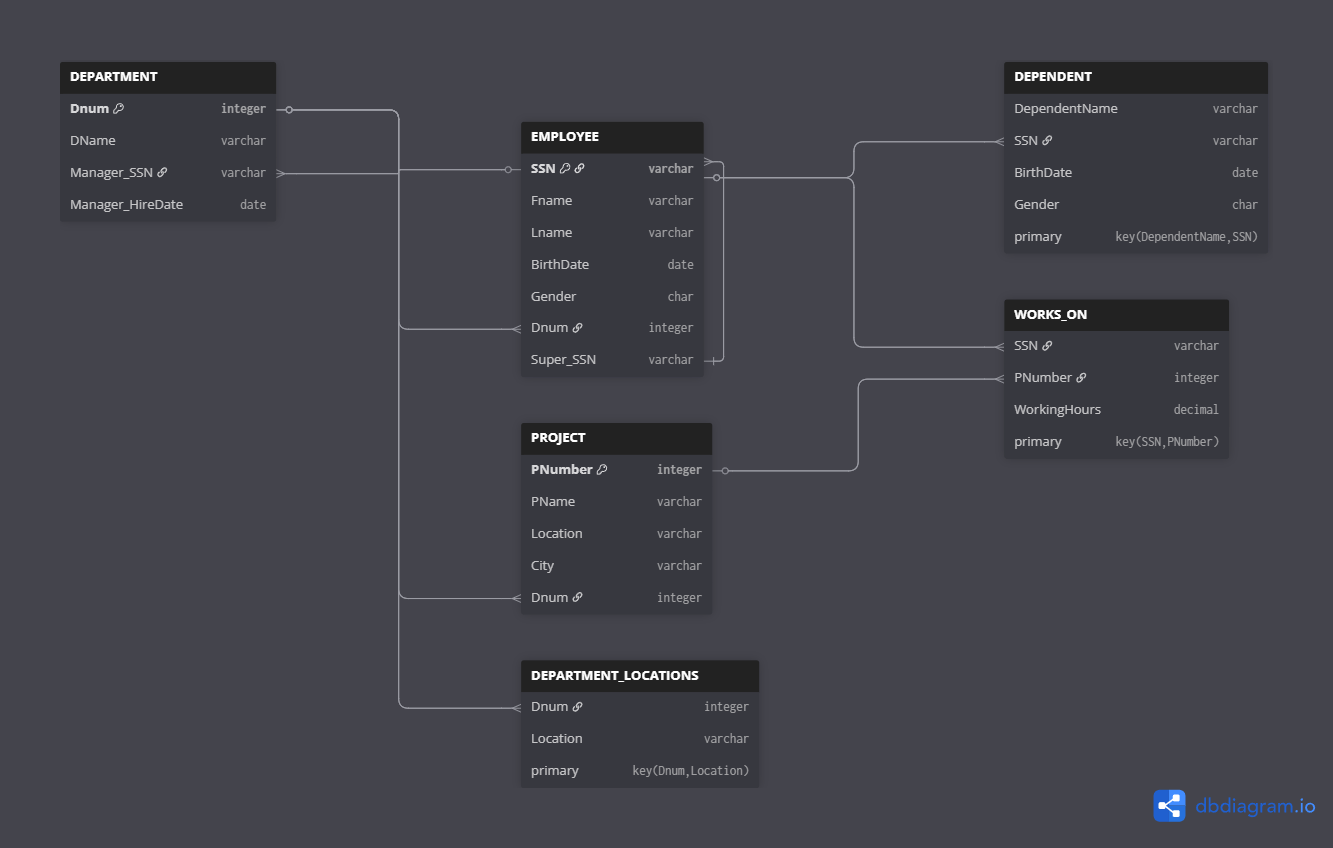 DEPARTMENT
Dnum integer
DName varchar
Manager_SSN varchar
Manager_HireDate date
EMPLOYEE
SSN varchar
Fname varchar
Lname varchar
BirthDate date
Gender char
Dnum integer
Super_SSN varchar
PROJECT
PNumber integer
PName varchar
Location varchar
City varchar
Dnum integer
DEPARTMENT_LOCATIONS
Dnum integer
Location varchar
primary key(Dnum,Location)
DEPENDENT
DependentName varchar
SSN varchar
BirthDate date
Gender char
primary key(DependentName,SSN)
WORKS_ON
SSN varchar
PNumber integer
WorkingHours decimal
primary key(SSN,PNumber)
dbdiagram.io